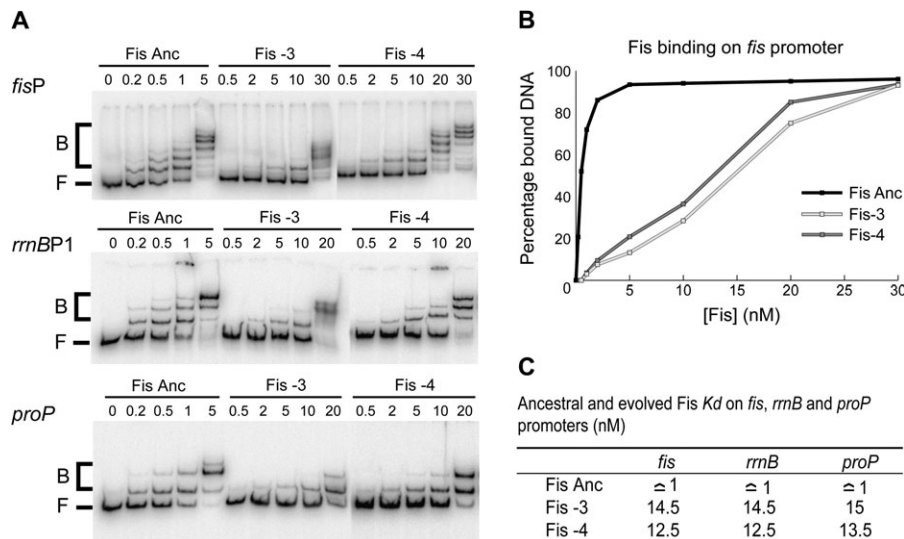 A
Fis Anc Fis -3 Fis -4
0 0.2 0.5 1 5 0.5 2 5 10 30 0.5 2 5 10 20 30
fisP
B
F
Fis Anc Fis -3 Fis -4
0 0.2 0.5 1 5 0.5 2 5 10 20 0.5 2 5 10 20
rrnBP1
B
F
Fis Anc Fis -3 Fis -4
0 0.2 0.5 1 5 0.5 2 5 10 20 0.5 2 5 10 20
proP
B
F
B
Fis binding on fis promoter
Percentage bound DNA
100
80
60
40
20
0 5 10 20 30
[Fis] (nM)
Fis Anc
Fis-3
Fis-4
C
Ancestral and evolved Fis Kd on fis, rrnB and proP
promoters (nM)
fis rrnB proP
Fis Anc ≃ 1 ≃ 1 ≃ 1
Fis -3 14.5 14.5 15
Fis -4 12.5 12.5 13.5